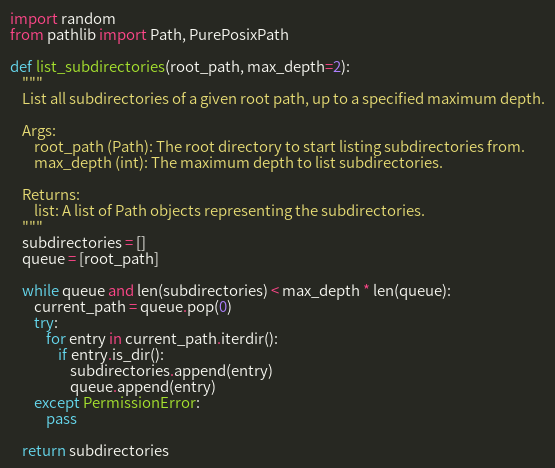 import random
from pathlib import Path, PurePosixPath

def list_subdirectories(root_path, max_depth=2):
    """
    List all subdirectories of a given root path, up to a specified maximum depth.

    Args:
        root_path (Path): The root directory to start listing subdirectories from.
        max_depth (int): The maximum depth to list subdirectories.

    Returns:
        list: A list of Path objects representing the subdirectories.
    """
    subdirectories = []
    queue = [root_path]

    while queue and len(subdirectories) < max_depth * len(queue):
        current_path = queue.pop(0)
        try:
            for entry in current_path.iterdir():
                if entry.is_dir():
                    subdirectories.append(entry)
                    queue.append(entry)
        except PermissionError:
            pass

    return subdirectories